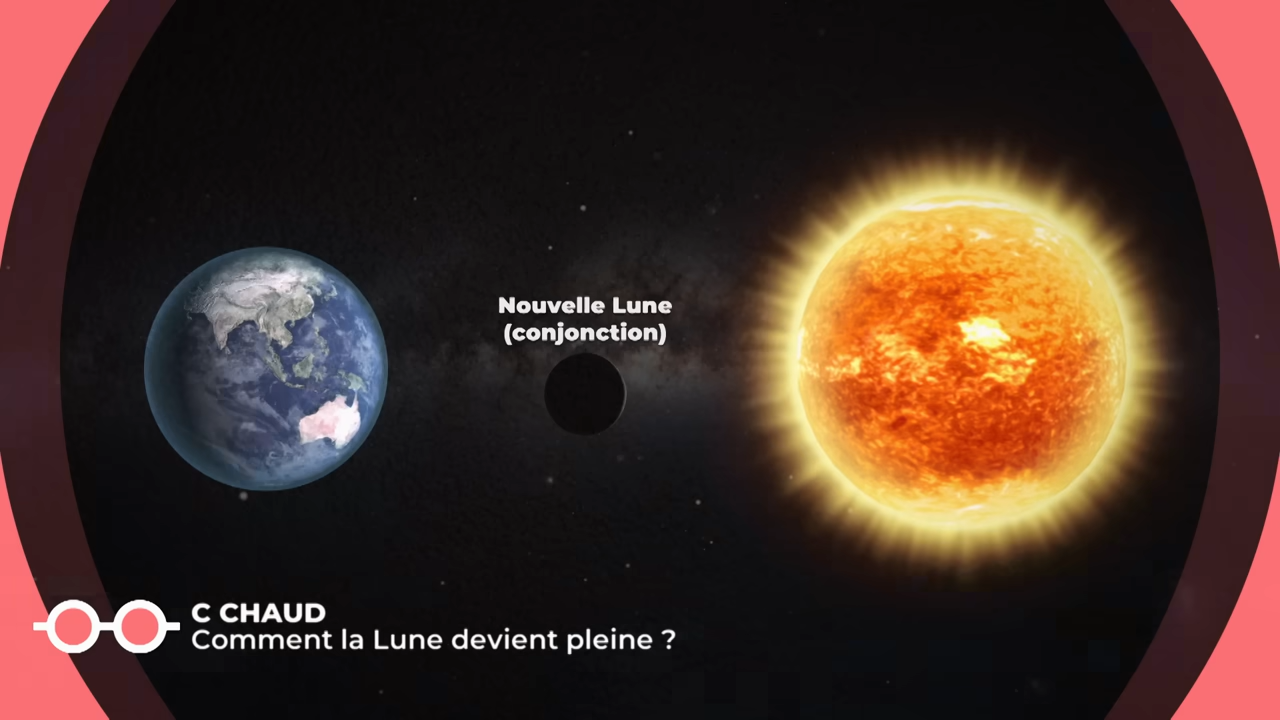 Nouvelle Lune
(conjonction)
C CHAUD
Comment la Lune devient pleine ?